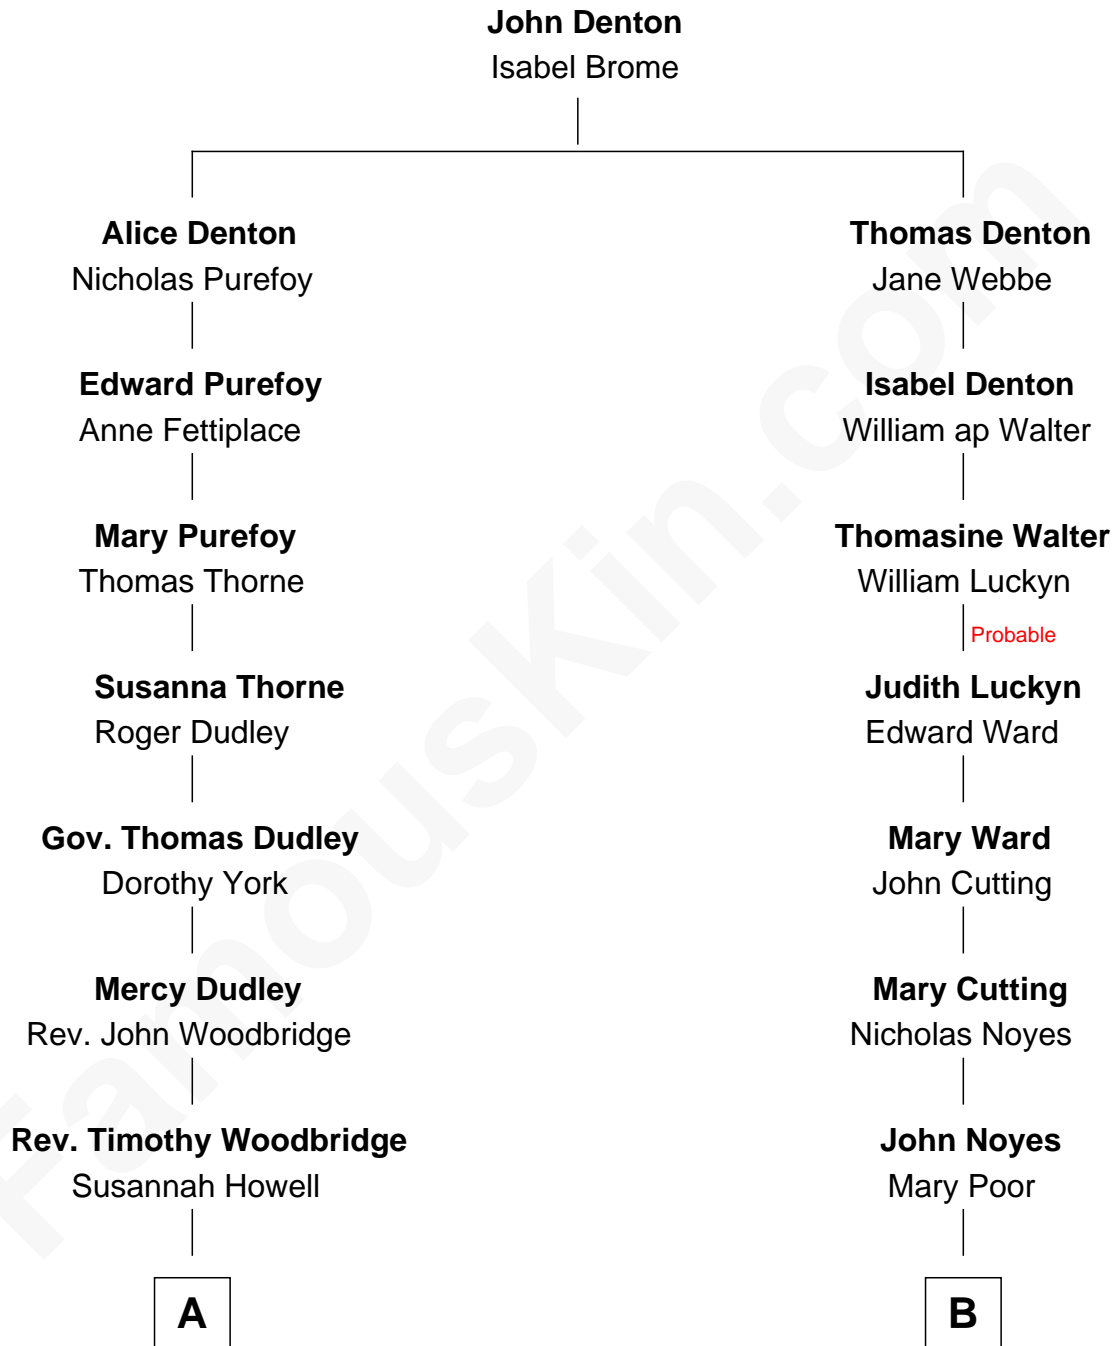 John Denton
Isabel Brome
Alice Denton
Nicholas Purefoy
Thomas Denton
Jane Webbe
Edward Purefoy
Anne Fettiplace
Isabel Denton
William ap Walter
Mary Purefoy
Thomas Thorne
Thomasine Walter
William Luckyn
Probable
Susanna Thorne
Roger Dudley
Judith Luckyn
Edward Ward
Gov. Thomas Dudley
Dorothy York
Mary Ward
John Cutting
Mercy Dudley
Rev. John Woodbridge
Mary Cutting
Nicholas Noyes
Rev. Timothy Woodbridge
Susannah Howell
John Noyes
Mary Poor
A
B
FamousKin.com